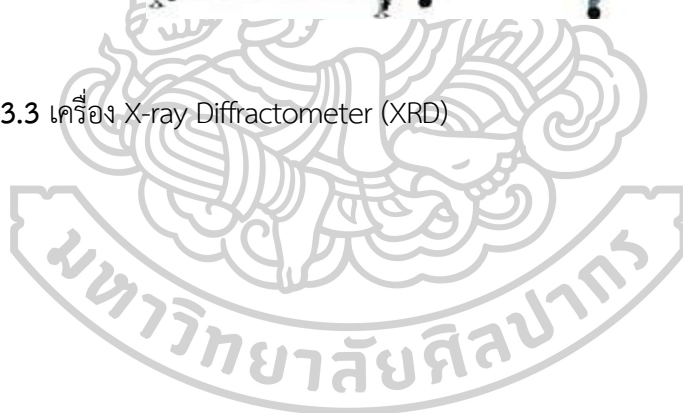 3.3 เครื่อง X-ray Diffractometer (XRD)
มหาวิทยาลัยศิลปากร